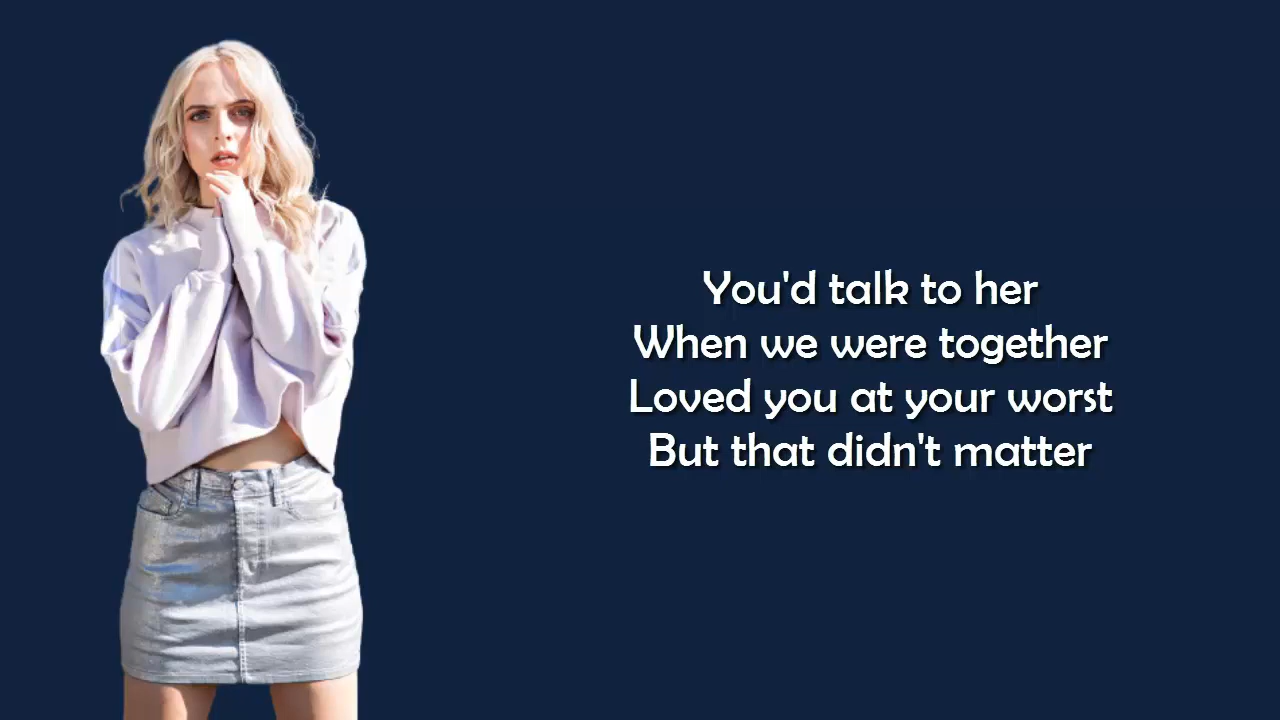 You'd talk to her
When we were together
Loved you at your worst
But that didn't matter